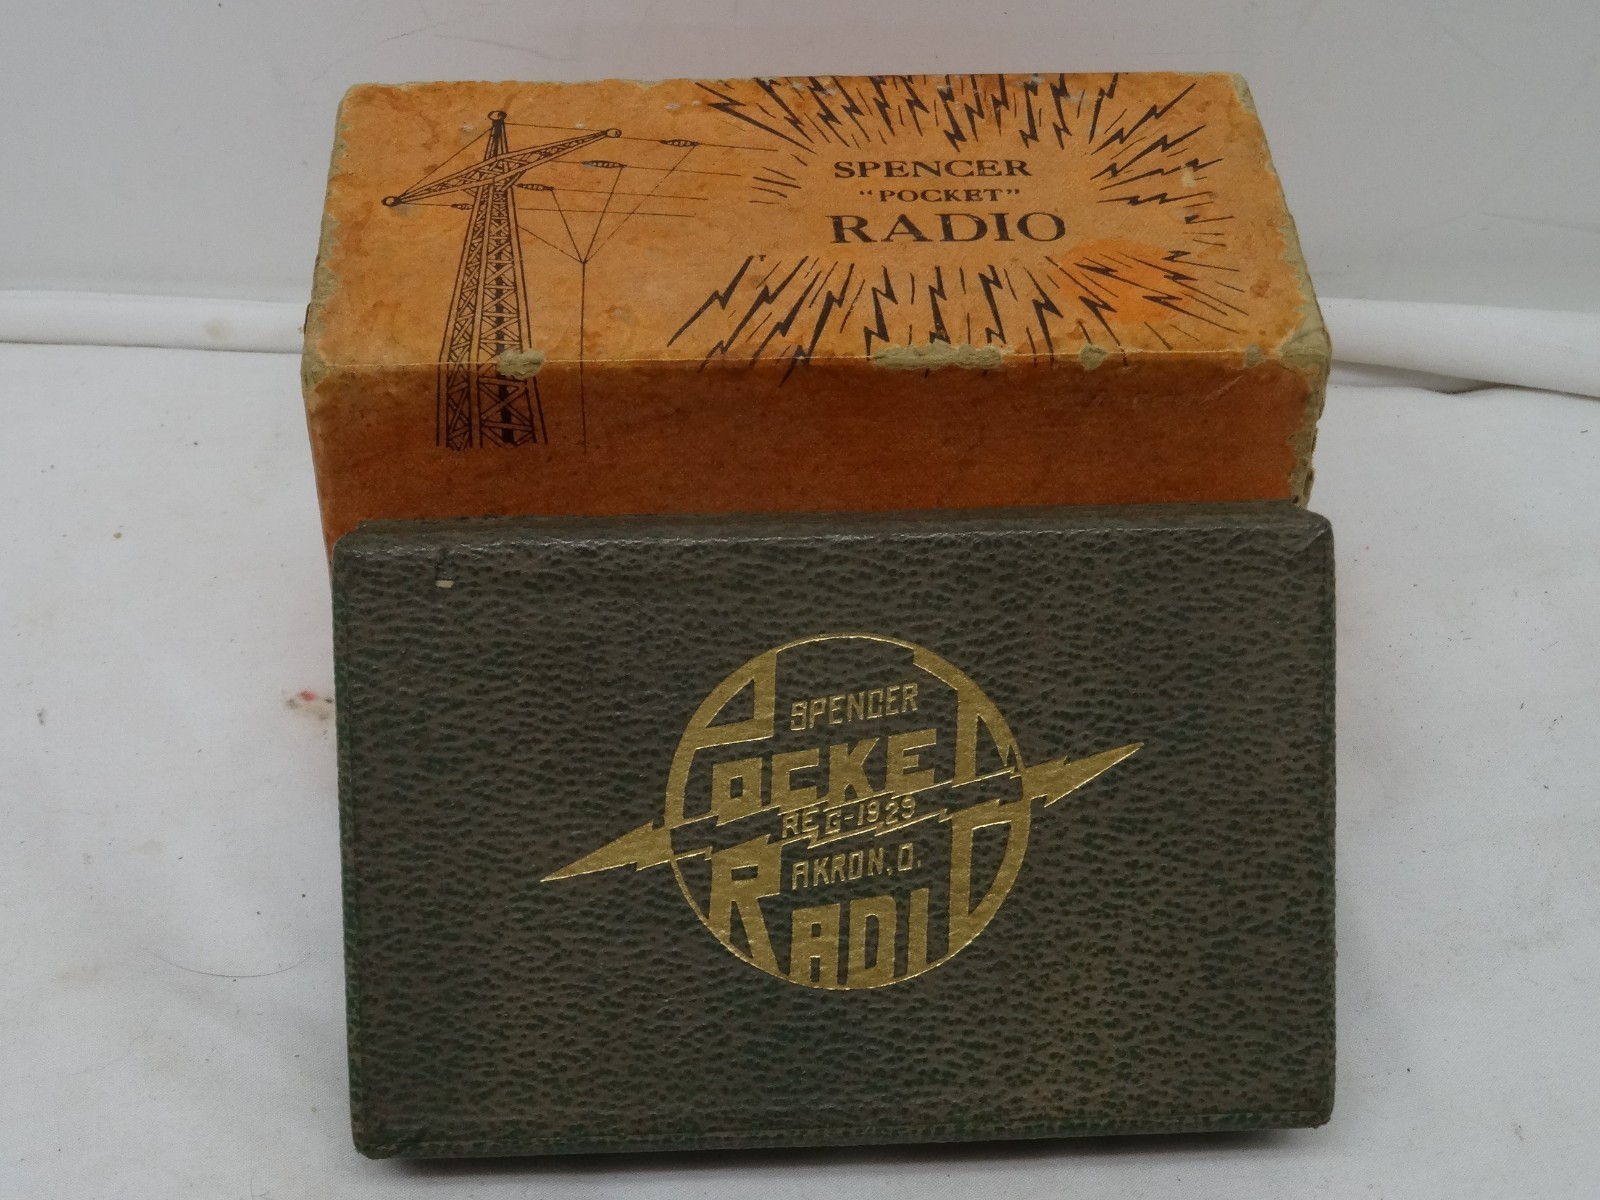 SPENCER
"POCKET"
RADIO
SPENCER
POCKET
REG-1929
AKRON, O.
RADIO